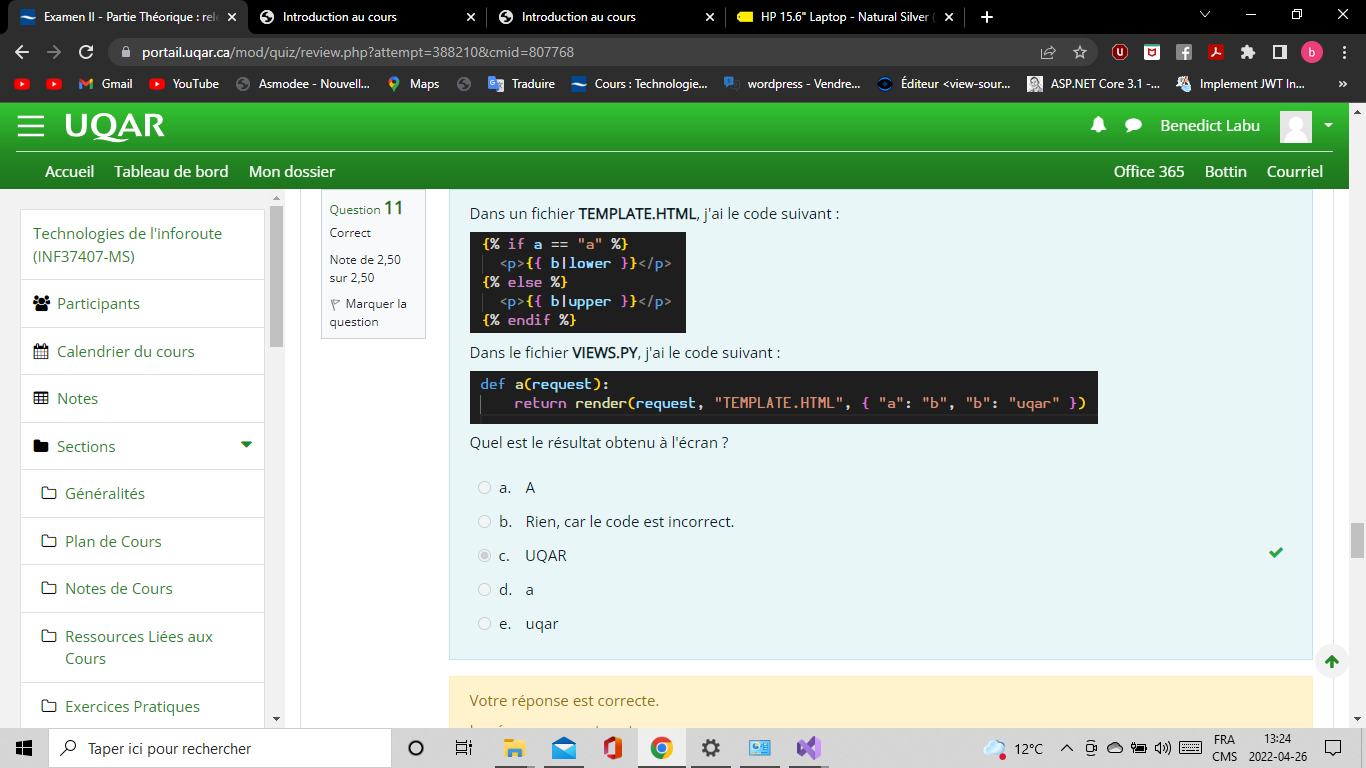 Examen II - Partie Théorique : rele
Introduction au cours
Introduction au cours
HP 15.6" Laptop - Natural Silver (
portail.uqar.ca/mod/quiz/review.php?attempt=388210&cmid=807768
Gmail
YouTube
Asmodee - Nouvell...
Maps
Traduire
Cours : Technologie...
wordpress - Vendre...
Éditeur <view-sour...
ASP.NET Core 3.1 -...
Implement JWT In...
»
UQAR
Benedict Labu
Accueil
Tableau de bord
Mon dossier
Office 365
Bottin
Courriel
Technologies de l'inforoute
(INF37407-MS)
Participants
Calendrier du cours
Notes
Sections
Généralités
Plan de Cours
Notes de Cours
Ressources Liées aux
Cours
Exercices Pratiques
Question 11
Correct
Note de 2,50
sur 2,50
Marquer la
question
Dans un fichier TEMPLATE.HTML, j'ai le code suivant :
{% if a == "a" %}
<p>{{ b|lower }}</p>
{% else %}
<p>{{ b|upper }}</p>
{% endif %}
Dans le fichier VIEWS.PY, j'ai le code suivant :
def a(request):
return render(request, "TEMPLATE.HTML", { "a": "b", "b": "uqar" })
Quel est le résultat obtenu à l'écran ?
a. A
b. Rien, car le code est incorrect.
c. UQAR
d. a
e. uqar
Votre réponse est correcte.
Taper ici pour rechercher
12°C
FRA
CMS
13:24
2022-04-26